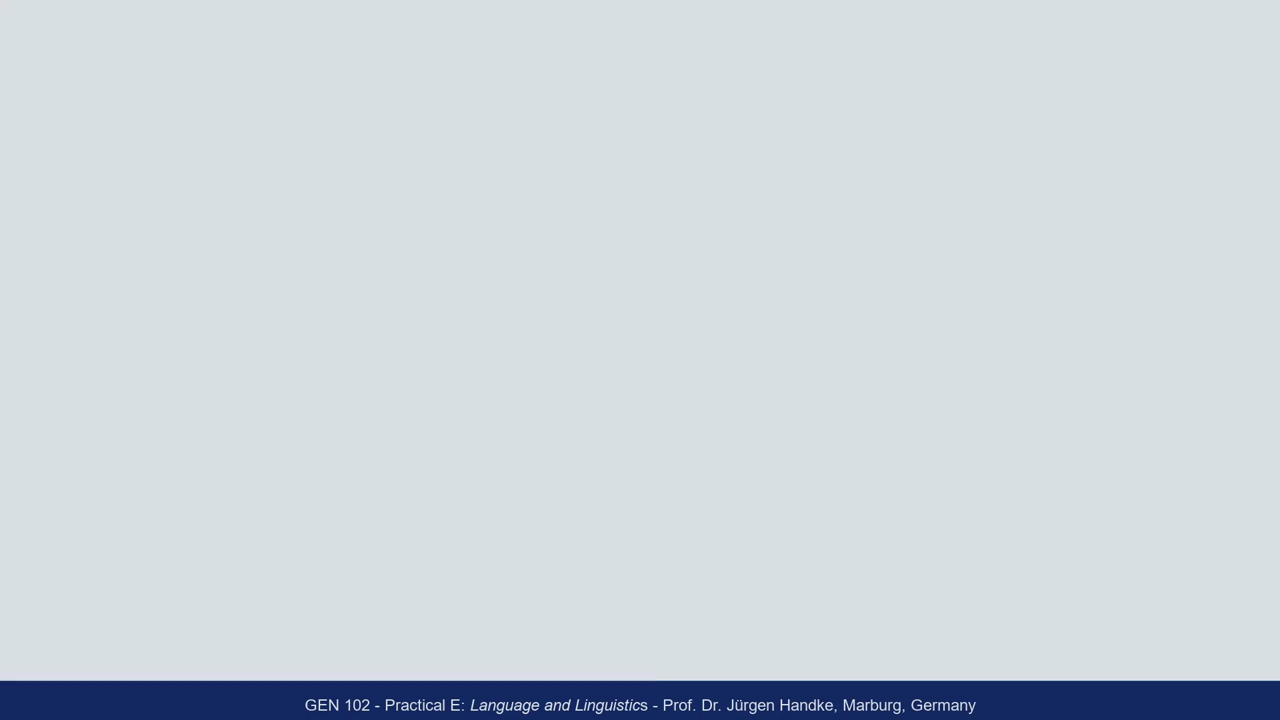 GEN 102 - Practical E: Language and Linguistics - Prof. Dr. Jürgen Handke, Marburg, Germany